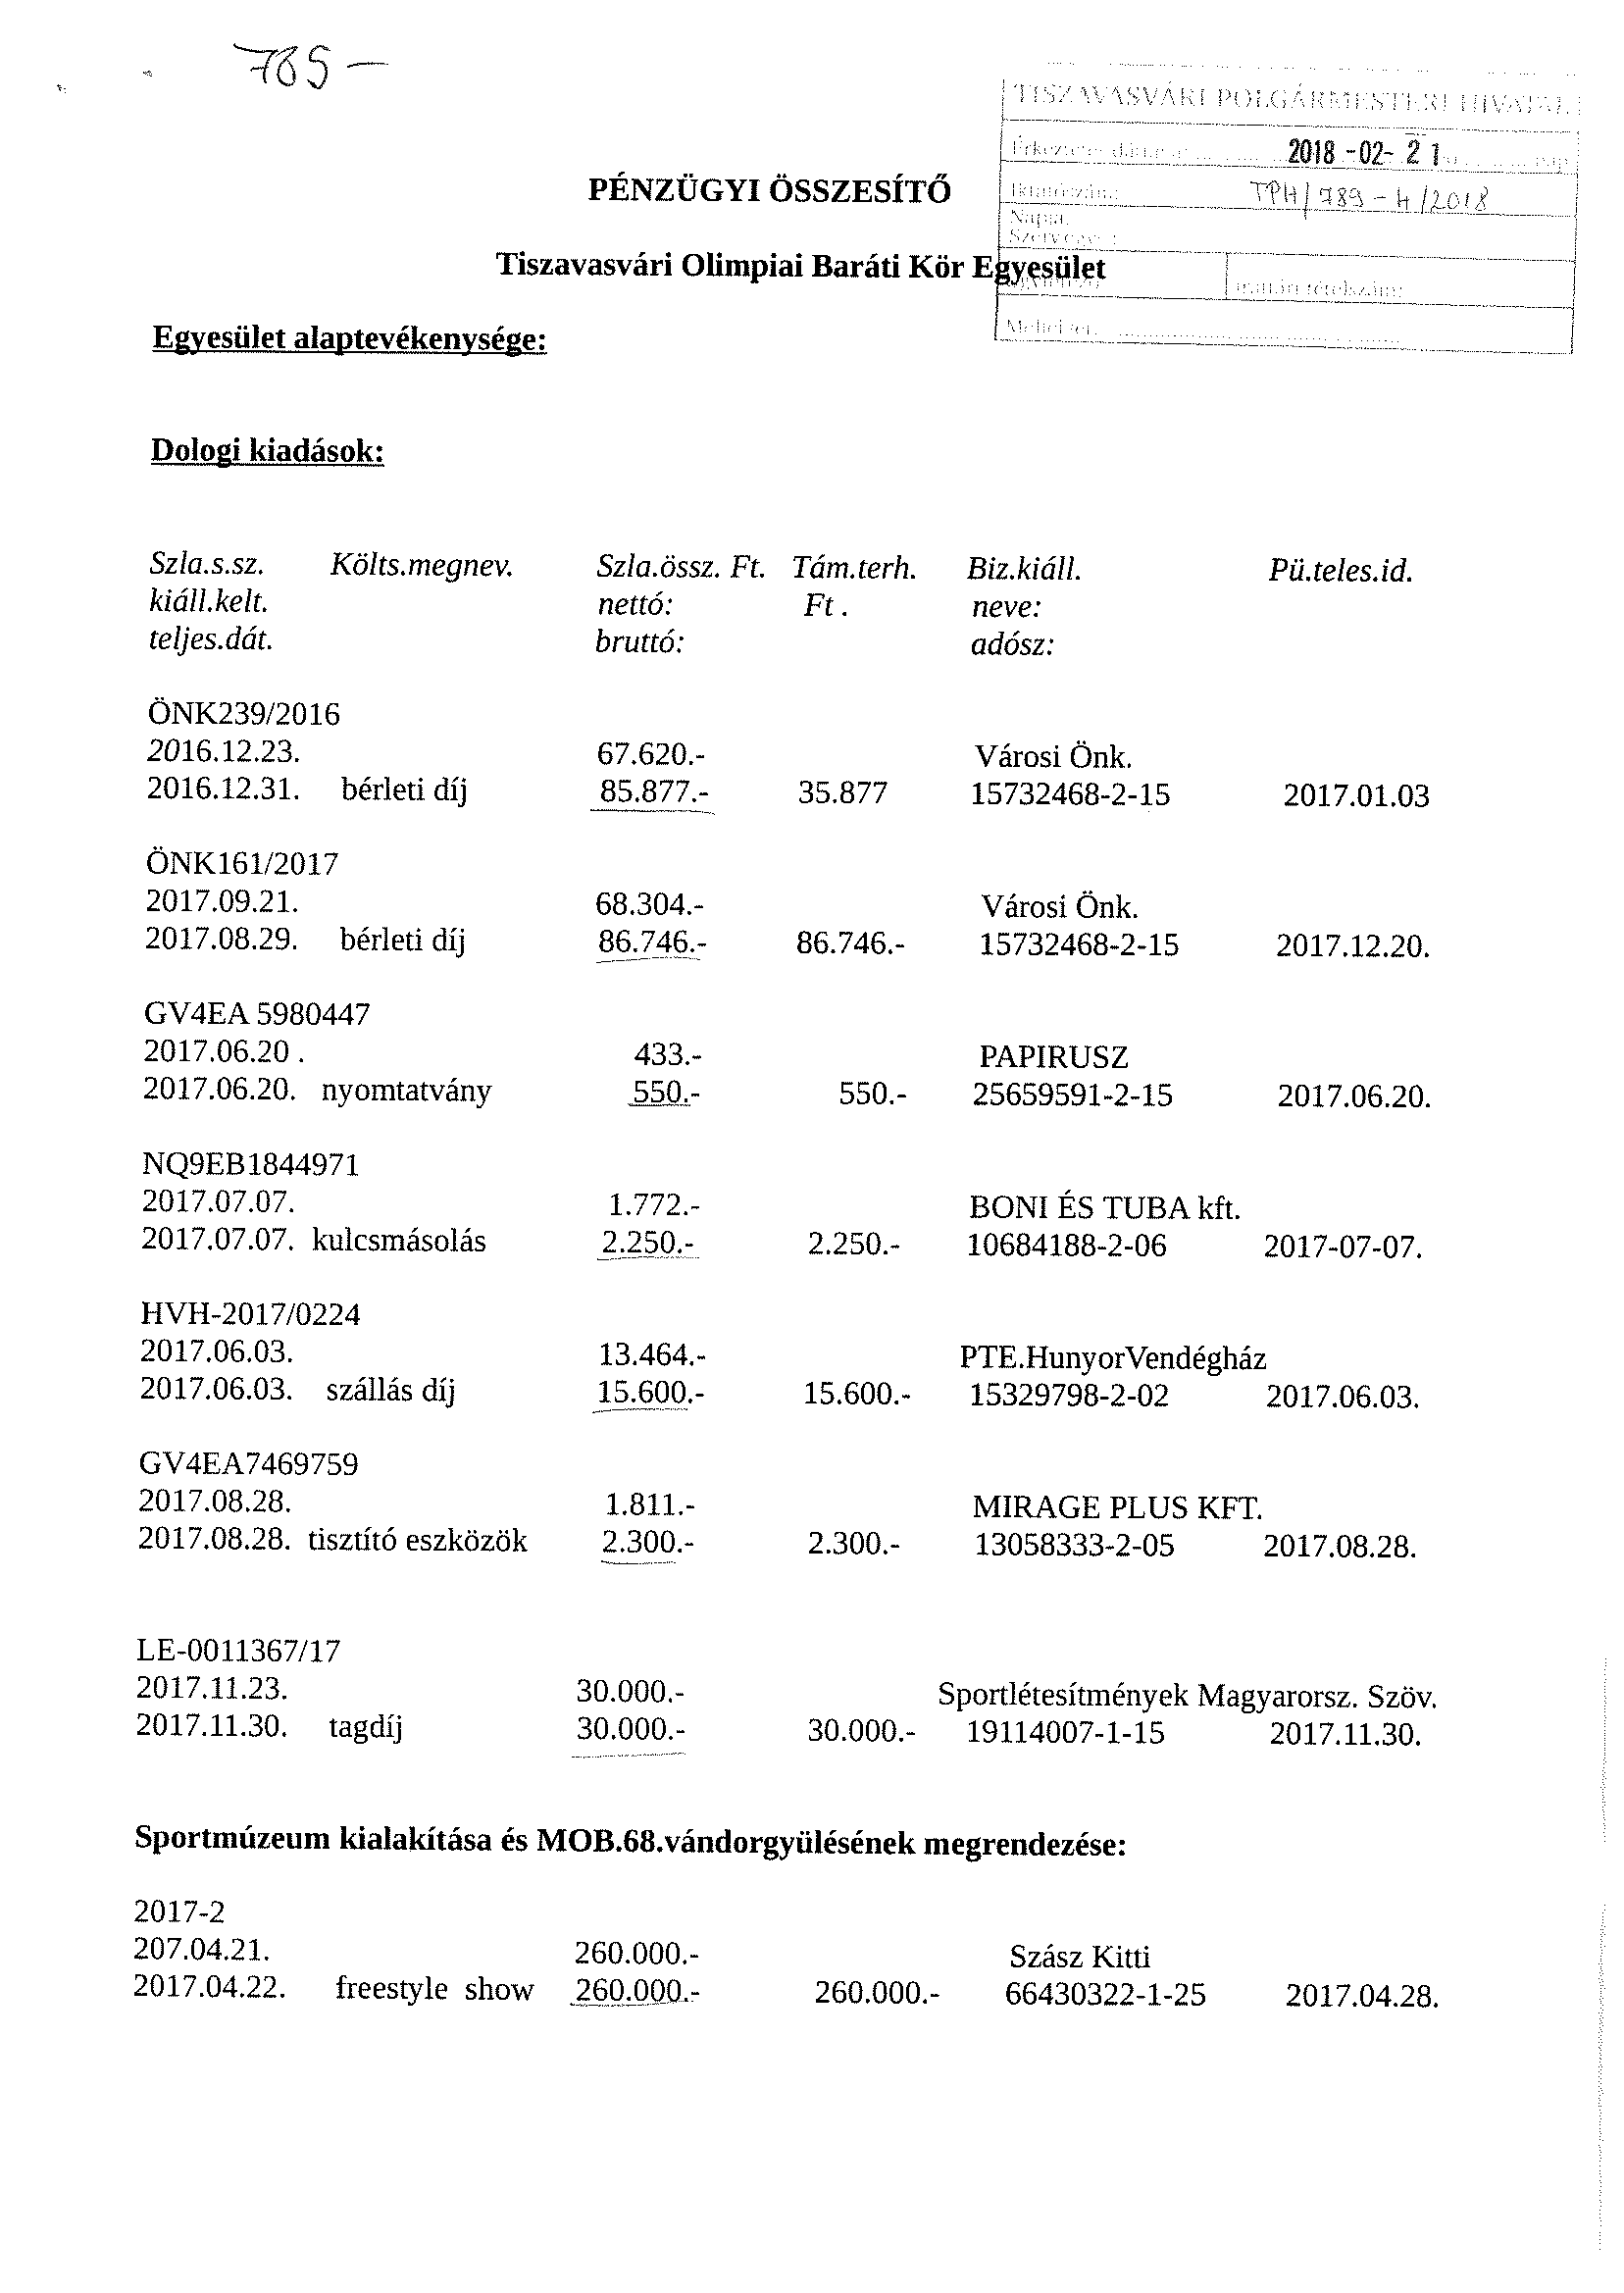 785 -
TISZAVASVÁRI POLGÁRMESTERI HIVATAL
2018 -02- 21
TPH/789-4/2018
PÉNZÜGYI ÖSSZESÍTŐ
Tiszavasvári Olimpiai Baráti Kör Egyesület
Egyesület alaptevékenysége:
Dologi kiadások:
Szla.s.sz. Költs.megnev. Szla.össz. Ft. Tám.terh. Biz.kiáll. Pü.teles.id.
kiáll.kelt. nettó: Ft . neve:
teljes.dát. bruttó: adósz:
ÖNK239/2016
2016.12.23. 67.620.- Városi Önk.
2016.12.31. bérleti díj 85.877.- 35.877 15732468-2-15 2017.01.03
ÖNK161/2017
2017.09.21. 68.304.- Városi Önk.
2017.08.29. bérleti díj 86.746.- 86.746.- 15732468-2-15 2017.12.20.
GV4EA 5980447
2017.06.20 . 433.- PAPIRUSZ
2017.06.20. nyomtatvány 550.- 550.- 25659591-2-15 2017.06.20.
NQ9EB1844971
2017.07.07. 1.772.- BONI ÉS TUBA kft.
2017.07.07. kulcsmásolás 2.250.- 2.250.- 10684188-2-06 2017-07-07.
HVH-2017/0224
2017.06.03. 13.464.- PTE.HunyorVendégház
2017.06.03. szállás díj 15.600.- 15.600.- 15329798-2-02 2017.06.03.
GV4EA7469759
2017.08.28. 1.811.- MIRAGE PLUS KFT.
2017.08.28. tisztító eszközök 2.300.- 2.300.- 13058333-2-05 2017.08.28.
LE-0011367/17
2017.11.23. 30.000.- Sportlétesítmények Magyarorsz. Szöv.
2017.11.30. tagdíj 30.000.- 30.000.- 19114007-1-15 2017.11.30.
Sportmúzeum kialakítása és MOB.68.vándorgyülésének megrendezése:
2017-2
207.04.21. 260.000.- Szász Kitti
2017.04.22. freestyle show 260.000.- 260.000.- 66430322-1-25 2017.04.28.